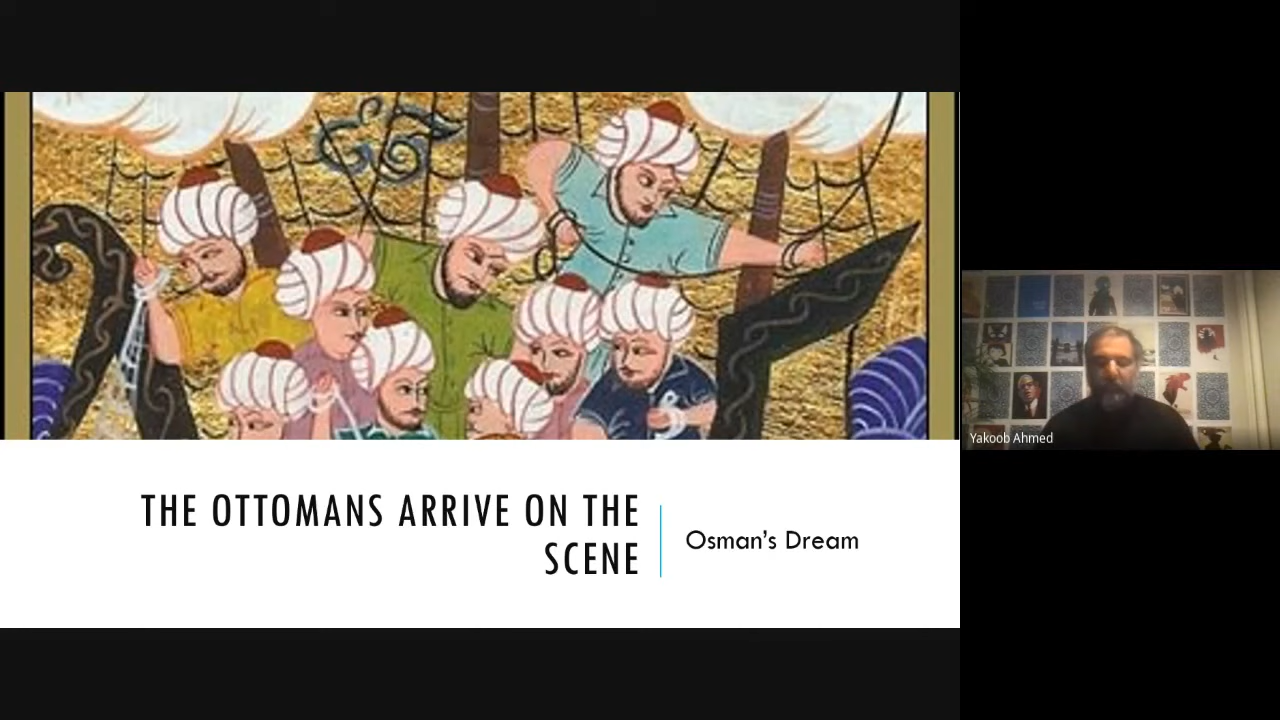 THE OTTOMANS ARRIVE ON THE
SCENE
Osman's Dream
Yakoob Ahmed